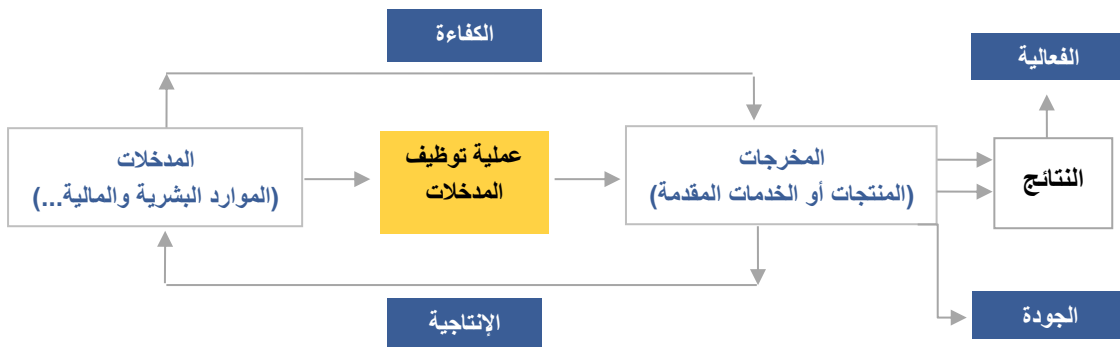 الكفاءة
الفعالية
المدخلات
(الموارد البشرية والمالية...)
عملية توظيف
المدخلات
المخرجات
(المنتجات أو الخدمات المقدمة)
النتائج
الإنتاجية
الجودة